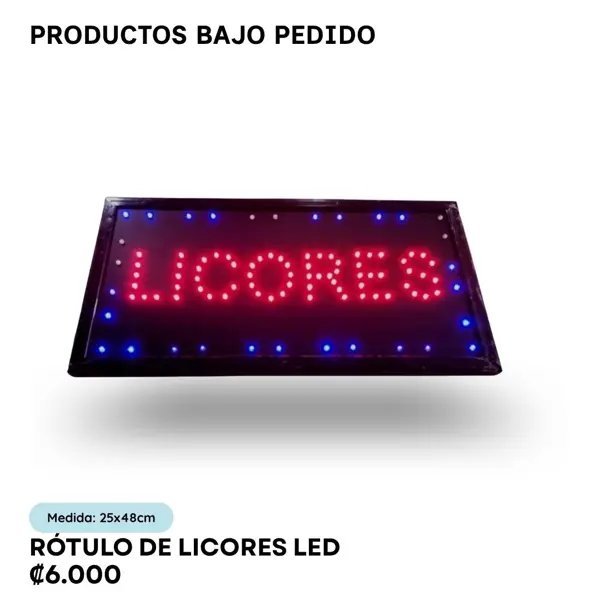 PRODUCTOS BAJO PEDIDO
LICORES
Medida: 25x48cm
RÓTULO DE LICORES LED
₡6.000